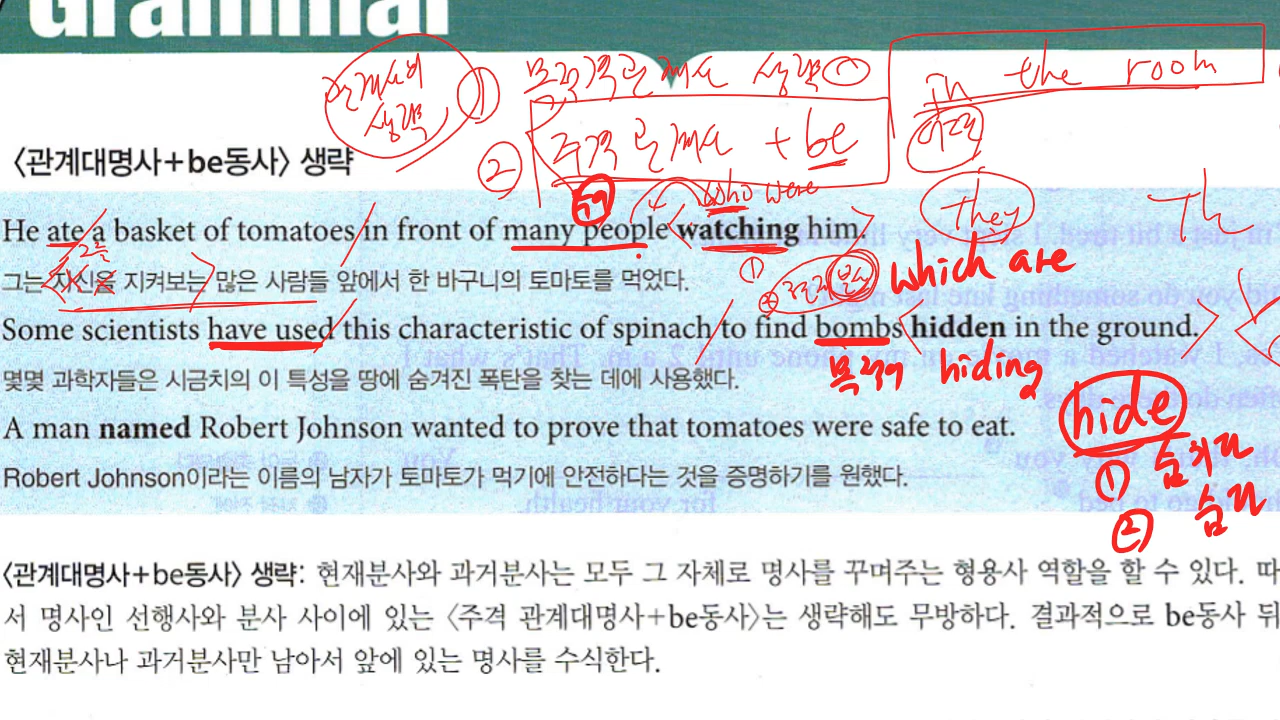 Grammar
관계사의 생략
① 목적격관계사 생략
in the room
② 주격관계사 + be
〈관계대명사+be동사〉 생략
who were
they
Th
He ate a basket of tomatoes in front of many people watching him.
그는 자신을 지켜보는 많은 사람들 앞에서 한 바구니의 토마토를 먹었다.
그를
①
which are
Some scientists have used this characteristic of spinach to find bombs hidden in the ground.
몇몇 과학자들은 시금치의 이 특성을 땅에 숨겨진 폭탄을 찾는 데에 사용했다.
hiding
hide
A man named Robert Johnson wanted to prove that tomatoes were safe to eat.
① 숨기다
Robert Johnson이라는 이름의 남자가 토마토가 먹기에 안전하다는 것을 증명하기를 원했다.
② 숨다
〈관계대명사+be동사〉 생략: 현재분사와 과거분사는 모두 그 자체로 명사를 꾸며주는 형용사 역할을 할 수 있다. 따
서 명사인 선행사와 분사 사이에 있는 〈주격 관계대명사+be동사〉는 생략해도 무방하다. 결과적으로 be동사 뒤
현재분사나 과거분사만 남아서 앞에 있는 명사를 수식한다.